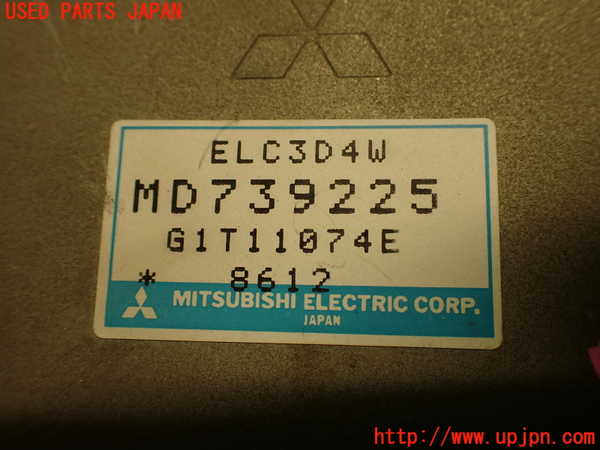 USED PARTS JAPAN
ELC3D4W
MD739225
G1T11074E
* 8612
MITSUBISHI ELECTRIC CORP.
JAPAN
http://www.upjpn.com/